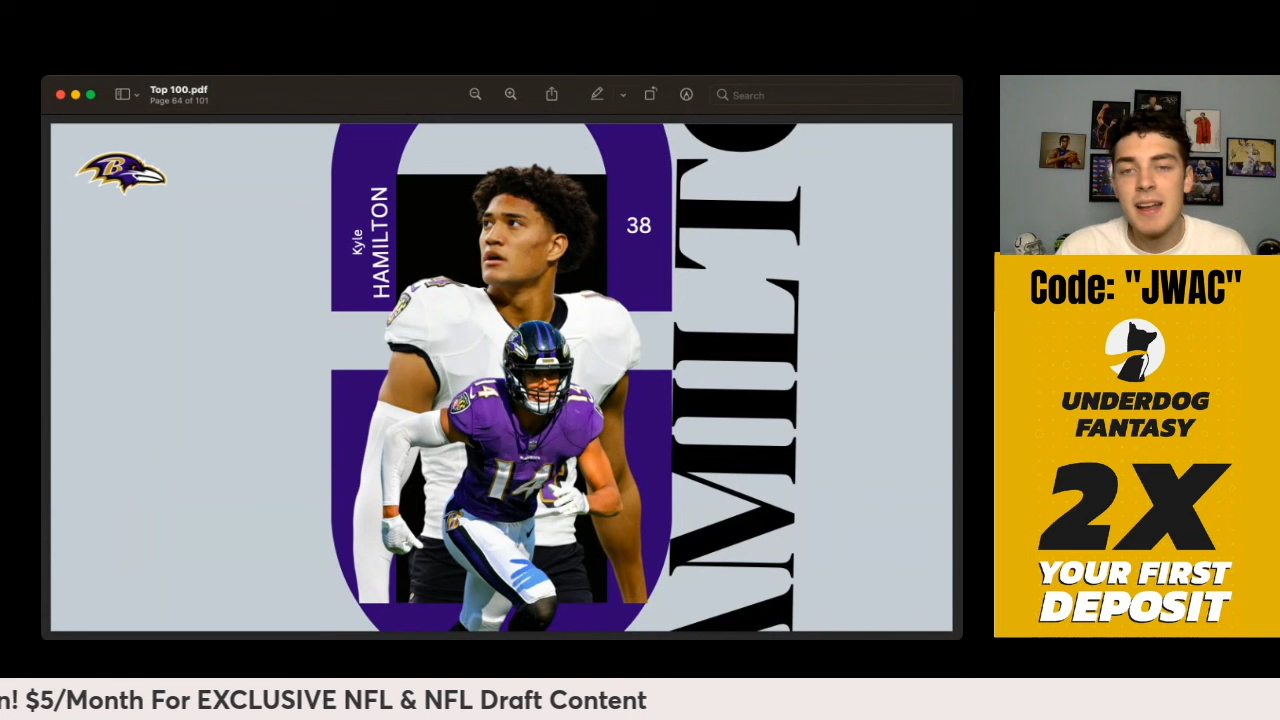 Top 100.pdf
Page 64 of 101
Search
Kyle
HAMILTON
38
14
Code: "JWAC"
UNDERDOG
FANTASY
2X
YOUR FIRST
DEPOSIT
n! $5/Month For EXCLUSIVE NFL & NFL Draft Content